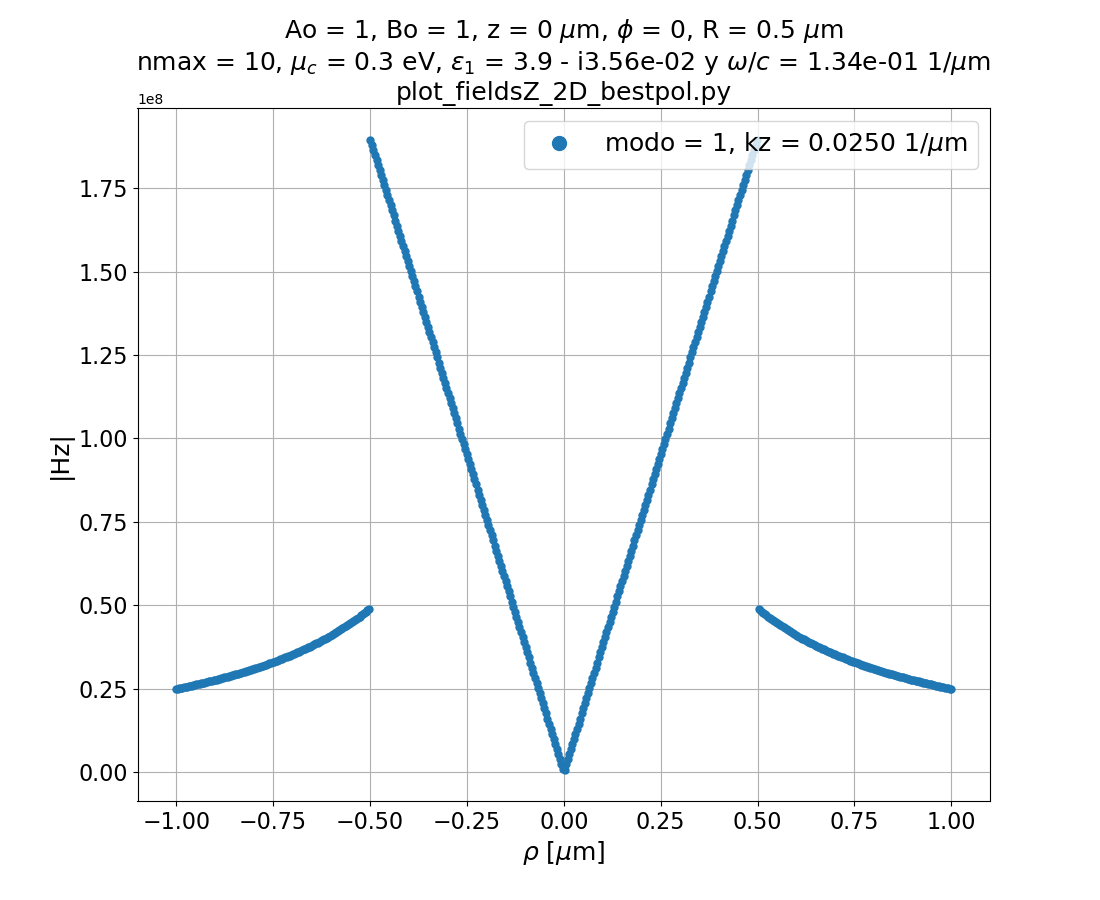 Ao = 1, Bo = 1, z = 0 μm, ϕ = 0, R = 0.5 μm
nmax = 10, μ_c = 0.3 eV, ε₁ = 3.9 - i3.56e-02 y ω/c = 1.34e-01 1/μm
plot_fieldsZ_2D_bestpol.py
1e8
modo = 1, kz = 0.0250 1/μm
1.75
1.50
1.25
1.00
0.75
0.50
0.25
0.00
|Hz|
−1.00 −0.75 −0.50 −0.25 0.00 0.25 0.50 0.75 1.00
ρ [μm]